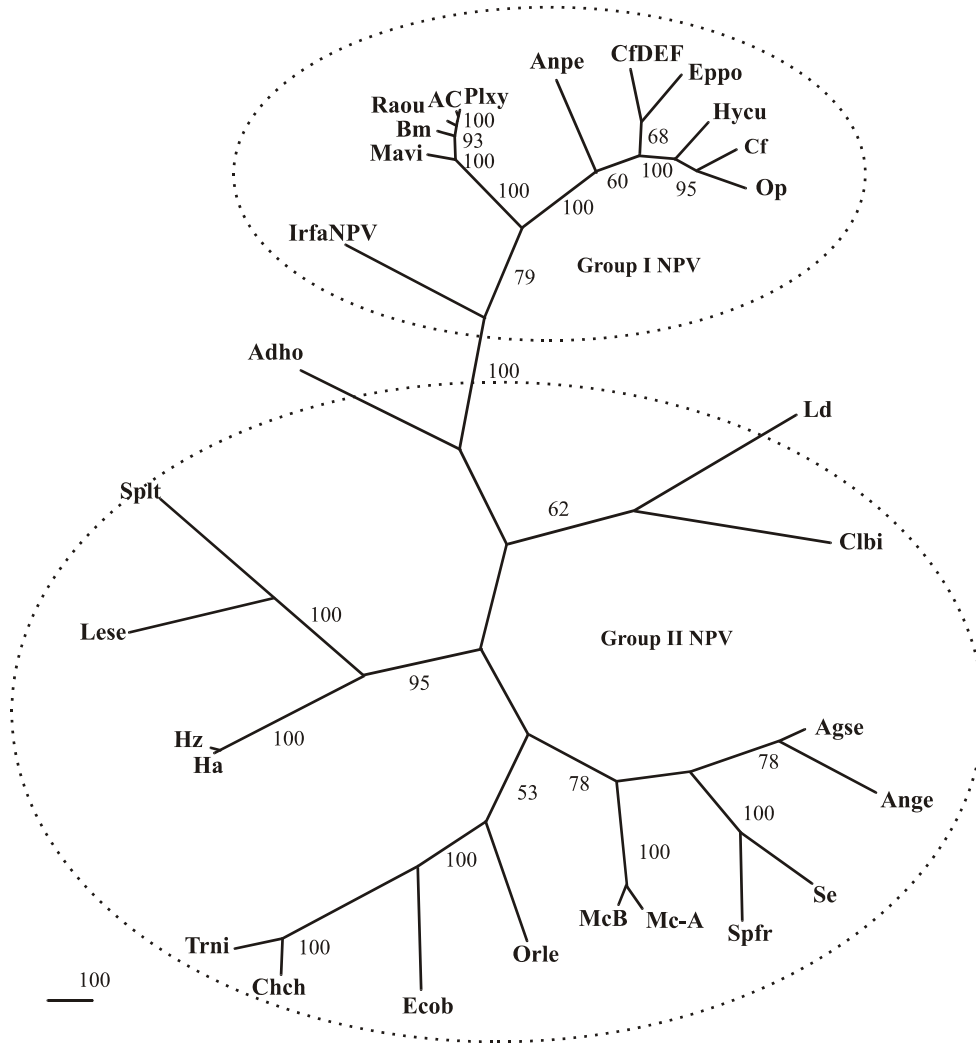 CfDEF
Anpe
Eppo
AC Plxy
Raou
100
Hycu
Bm
93
68
Mavi
100
Cf
100
60
100
95
Op
100
IrfaNPV
Group I NPV
79
Adho
100
Ld
Splt
62
Clbi
100
Lese
Group II NPV
95
Hz
100
Ha
Agse
78
78
53
Ange
100
100
100
Se
McB
Mc-A
Spfr
Trni
100
Orle
Chch
100
Ecob